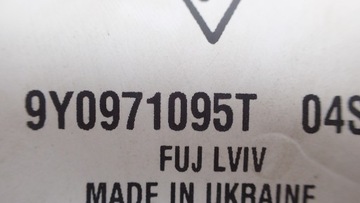 9Y0971095T 04S
FUJ LVIV
MADE IN UKRAINE